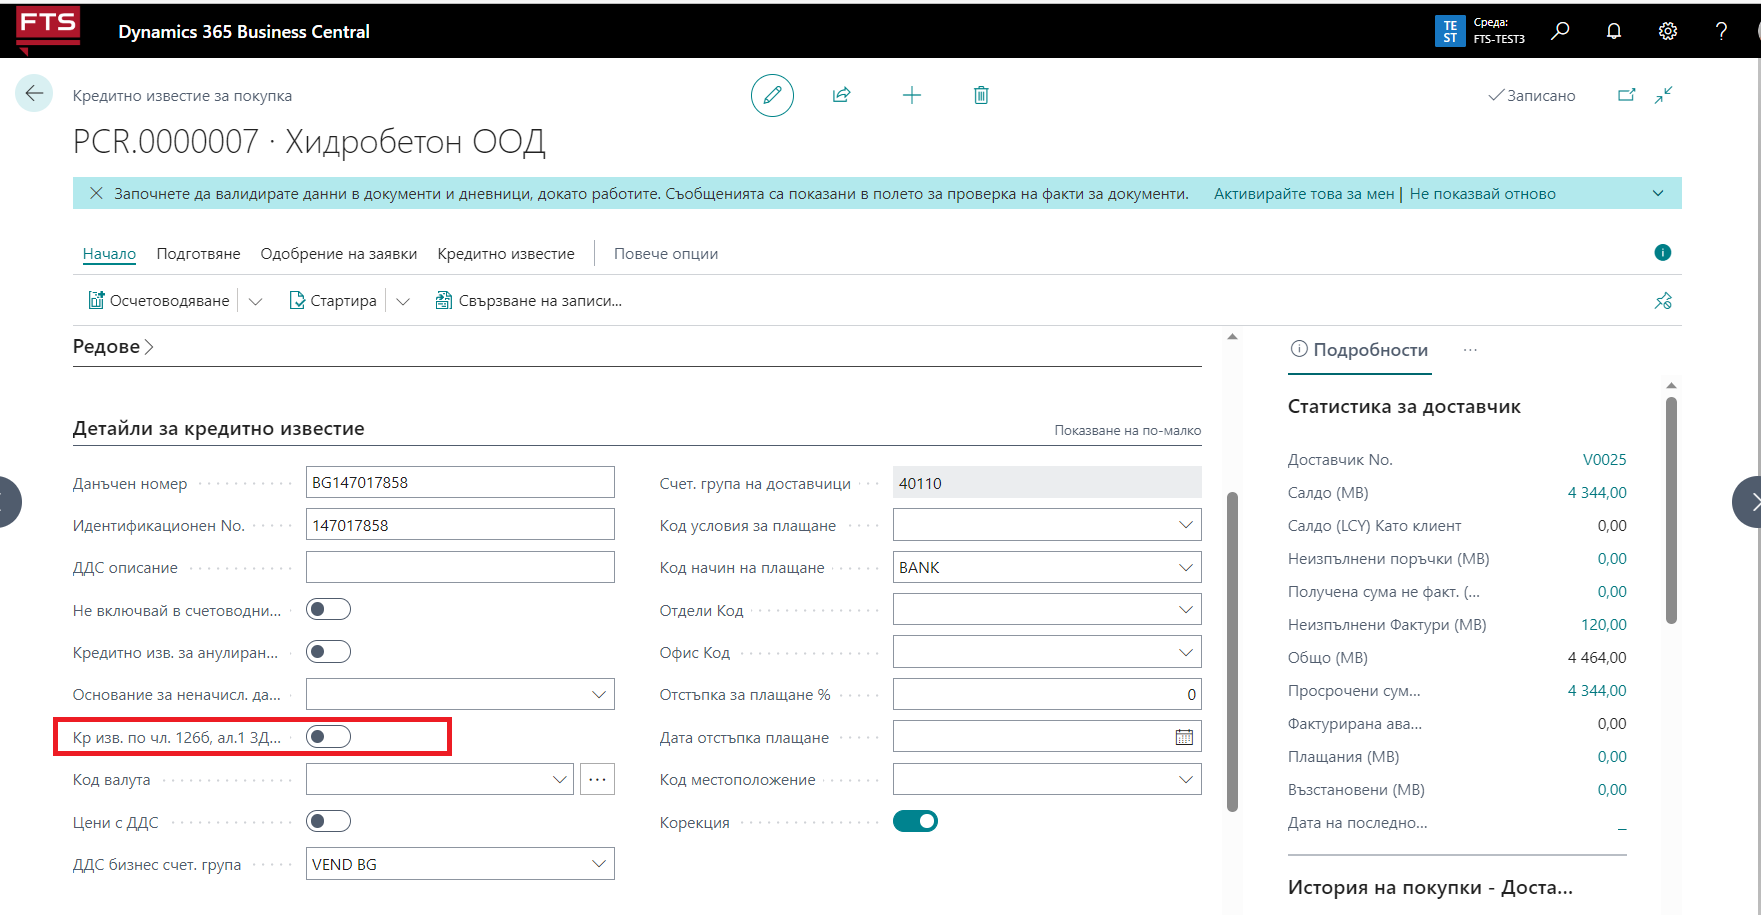 FTS
Dynamics 365 Business Central
TE
ST
Среда:
FTS-TEST3
?
Кредитно известие за покупка
Записано
PCR.0000007 · Хидробетон ООД
Започнете да валидирате данни в документи и дневници, докато работите. Съобщенията са показани в полето за проверка на факти за документи. Активирайте това за мен | Не показвай отново
Начало Подготвяне Одобрение на заявки Кредитно известие Повече опции
Осчетоводяване Стартира Свързване на записи...
Редове
Детайли за кредитно известие
Показване на по-малко
Данъчен номер BG147017858
Идентификационен No. 147017858
ДДС описание
Не включвай в счетоводни...
Кредитно изв. за анулиран...
Основание за неначисл. да...
Кр изв. по чл. 126б, ал.1 ЗД...
Код валута
Цени с ДДС
ДДС бизнес счет. група VEND BG
Счет. група на доставчици 40110
Код условия за плащане
Код начин на плащане BANK
Отдели Код
Офис Код
Отстъпка за плащане % 0
Дата отстъпка плащане
Код местоположение
Корекция
Подробности
Статистика за доставчик
Доставчик No. V0025
Салдо (МВ) 4 344,00
Салдо (LCY) Като клиент 0,00
Неизпълнени поръчки (МВ) 0,00
Получена сума не факт. (... 0,00
Неизпълнени Фактури (МВ) 120,00
Общо (МВ) 4 464,00
Просрочени сум... 4 344,00
Фактурирана ава... 0,00
Плащания (МВ) 0,00
Възстановени (МВ) 0,00
Дата на последно... _
История на покупки - Доста...